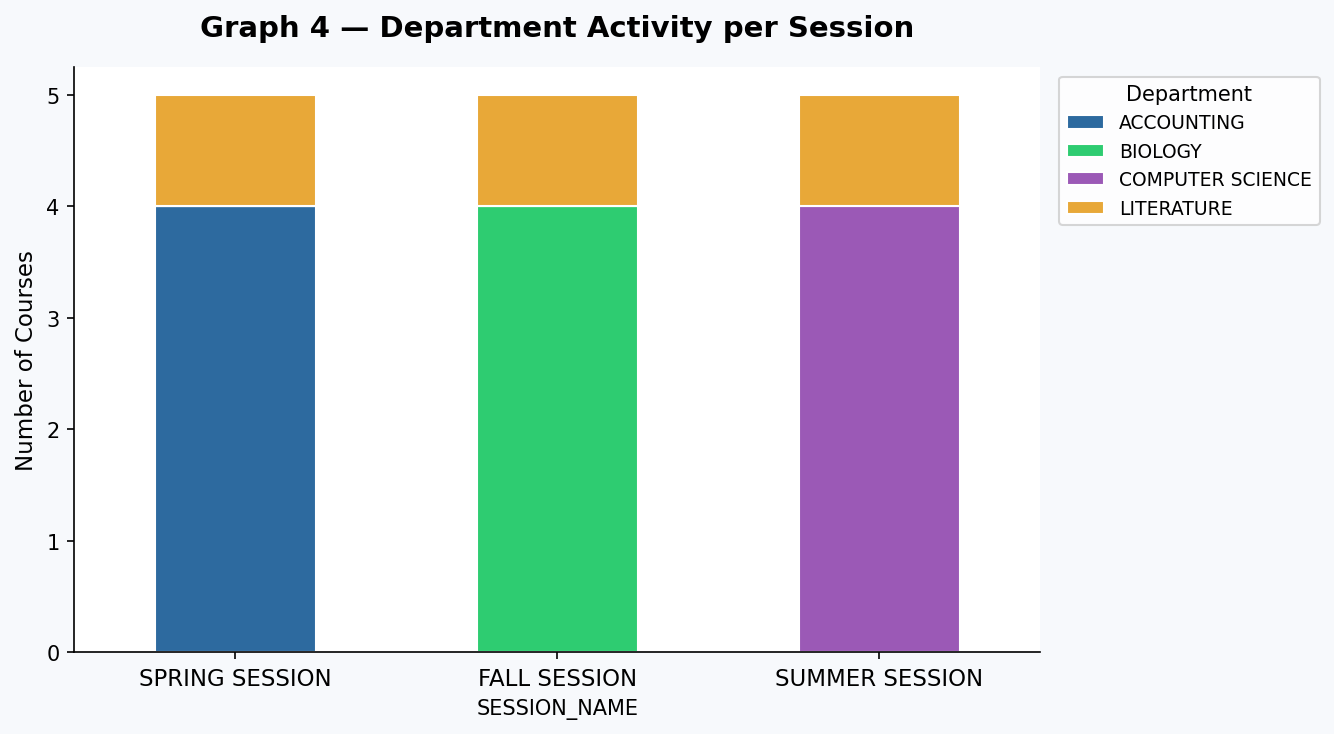 Graph 4 — Department Activity per Session
Number of Courses
5
4
3
2
1
0
SPRING SESSION
FALL SESSION
SUMMER SESSION
SESSION_NAME
Department
ACCOUNTING
BIOLOGY
COMPUTER SCIENCE
LITERATURE